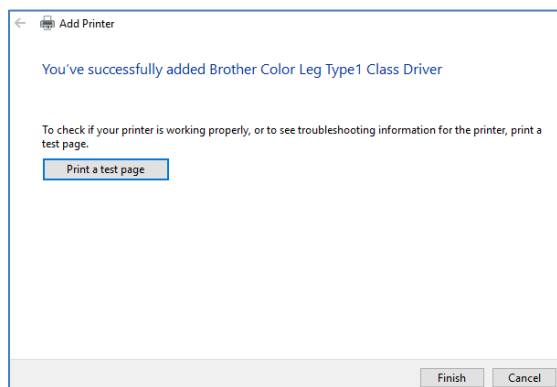 Add Printer
You've successfully added Brother Color Leg Type1 Class Driver
To check if your printer is working properly, or to see troubleshooting information for the printer, print a
test page.
Print a test page
Finish Cancel